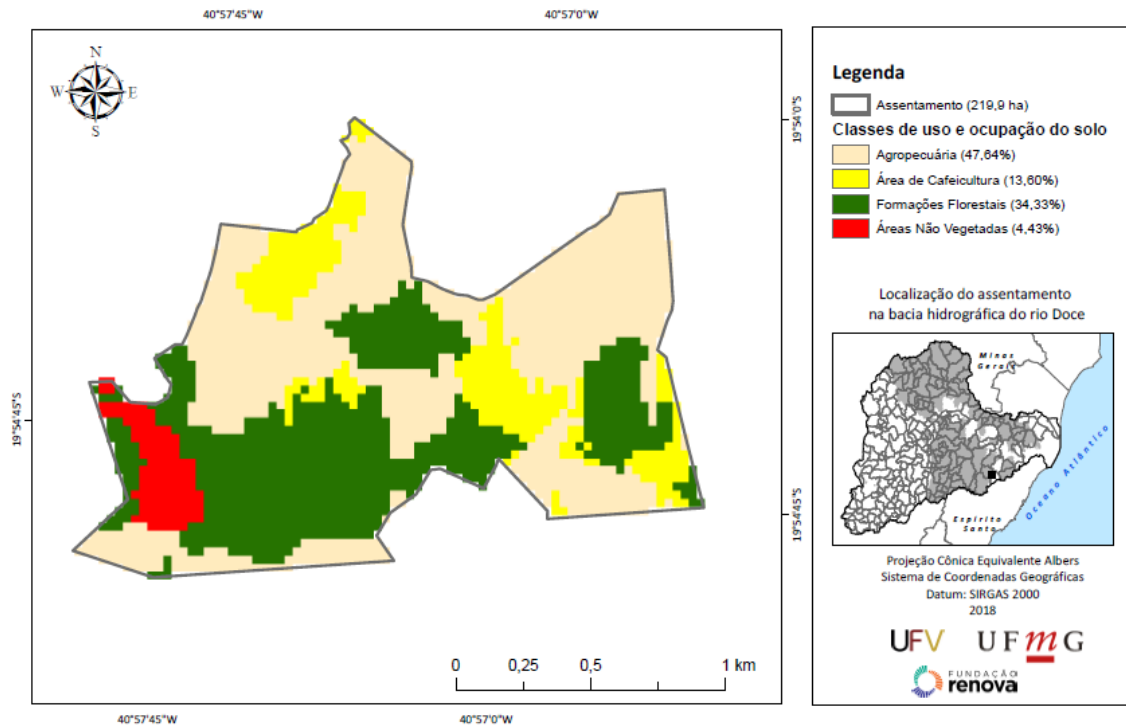 40°57'45"W
40°57'0"W
N
W
E
S
19°54'0"S
19°54'45"S
19°54'45"S
0
0,25
0,5
1 km
40°57'45"W
40°57'0"W
Legenda
Assentamento (219,9 ha)
Classes de uso e ocupação do solo
Agropecuária (47,64%)
Área de Cafeicultura (13,60%)
Formações Florestais (34,33%)
Áreas Não Vegetadas (4,43%)
Localização do assentamento
na bacia hidrográfica do rio Doce
Minas
Gerais
Oceano Atlântico
Espírito
Santo
Projeção Cônica Equivalente Albers
Sistema de Coordenadas Geográficas
Datum: SIRGAS 2000
2018
UFV
UFmG
FUNDAÇÃO
renova